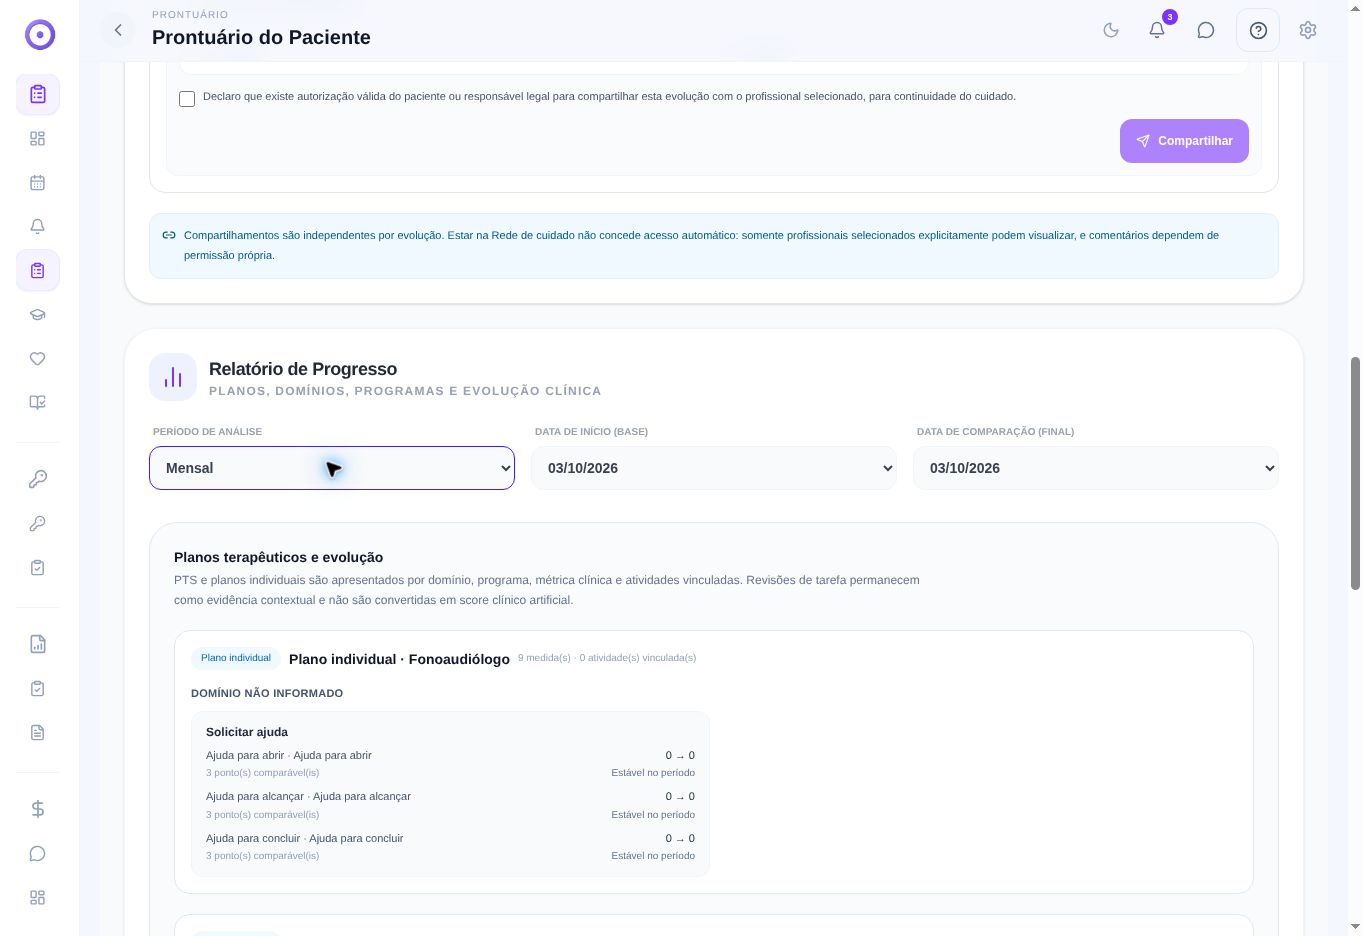 PRONTUÁRIO
Prontuário do Paciente
3
Declaro que existe autorização válida do paciente ou responsável legal para compartilhar esta evolução com o profissional selecionado, para continuidade do cuidado.
Compartilhar
Compartilhamentos são independentes por evolução. Estar na Rede de cuidado não concede acesso automático: somente profissionais selecionados explicitamente podem visualizar, e comentários dependem de
permissão própria.
Relatório de Progresso
PLANOS, DOMÍNIOS, PROGRAMAS E EVOLUÇÃO CLÍNICA
PERÍODO DE ANÁLISE
DATA DE INÍCIO (BASE)
DATA DE COMPARAÇÃO (FINAL)
Mensal
03/10/2026
03/10/2026
Planos terapêuticos e evolução
PTS e planos individuais são apresentados por domínio, programa, métrica clínica e atividades vinculadas. Revisões de tarefa permanecem
como evidência contextual e não são convertidas em score clínico artificial.
Plano individual Plano individual · Fonoaudiólogo 9 medida(s) · 0 atividade(s) vinculada(s)
DOMÍNIO NÃO INFORMADO
Solicitar ajuda
Ajuda para abrir · Ajuda para abrir 0 → 0
3 ponto(s) comparável(is) Estável no período
Ajuda para alcançar · Ajuda para alcançar 0 → 0
3 ponto(s) comparável(is) Estável no período
Ajuda para concluir · Ajuda para concluir 0 → 0
3 ponto(s) comparável(is) Estável no período